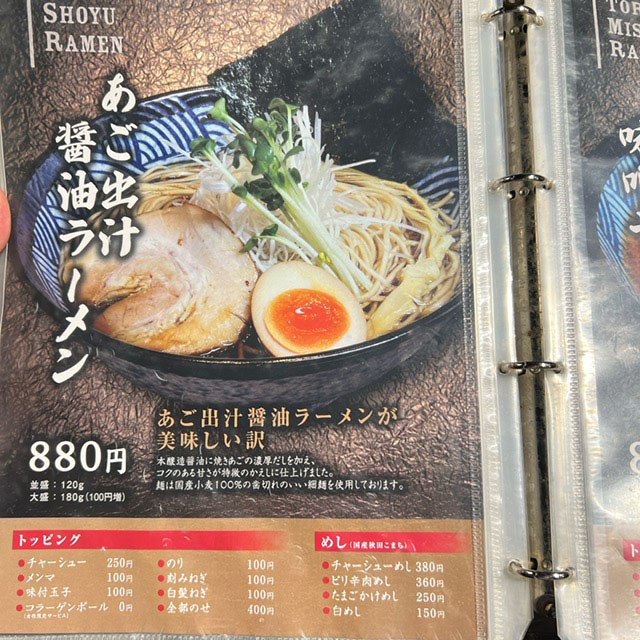 SHOYU
RAMEN
あご出汁
醤油ラーメン
あご出汁醤油ラーメンが
美味しい訳
本醸造醤油に焼きあごの濃厚だしを加え、
コクのある甘さが特徴のかえしに仕上げました。
麺は国産小麦100%の歯切れのいい細麺を使用しております。
880円
並盛：120g
大盛：180g(100円増)
トッピング
●チャーシュー 250円
●メンマ 100円
●味付玉子 100円
●コラーゲンボール 0円
(女性限定サービス)
●のり 100円
●刻みねぎ 100円
●白髪ねぎ 100円
●全部のせ 400円
めし(国産秋田こまち)
●チャーシューめし 380円
●ピリ辛肉めし 360円
●たまごかけめし 250円
●白めし 150円